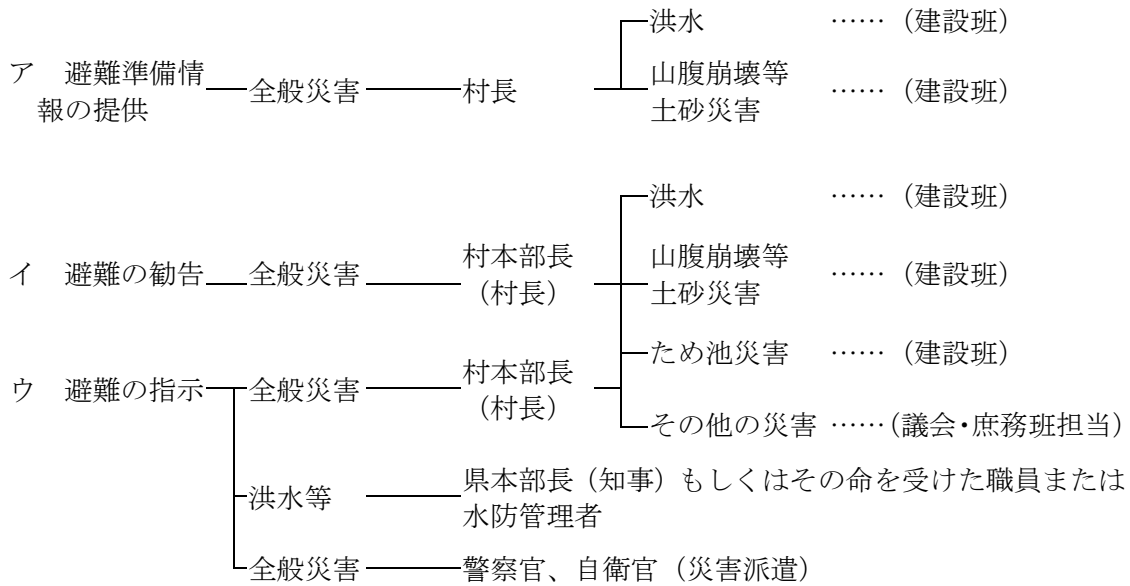 洪水 ……（建設班）
ア 避難準備情報の提供 全般災害 村長
山腹崩壊等
土砂災害 ……（建設班）
洪水 ……（建設班）
イ 避難の勧告 全般災害 村本部長
（村長）
山腹崩壊等
土砂災害 ……（建設班）
ため池災害 ……（建設班）
ウ 避難の指示 全般災害 村本部長
（村長）
その他の災害 ……（議会・庶務班担当）
洪水等 県本部長（知事）もしくはその命を受けた職員または
水防管理者
全般災害 警察官、自衛官（災害派遣）